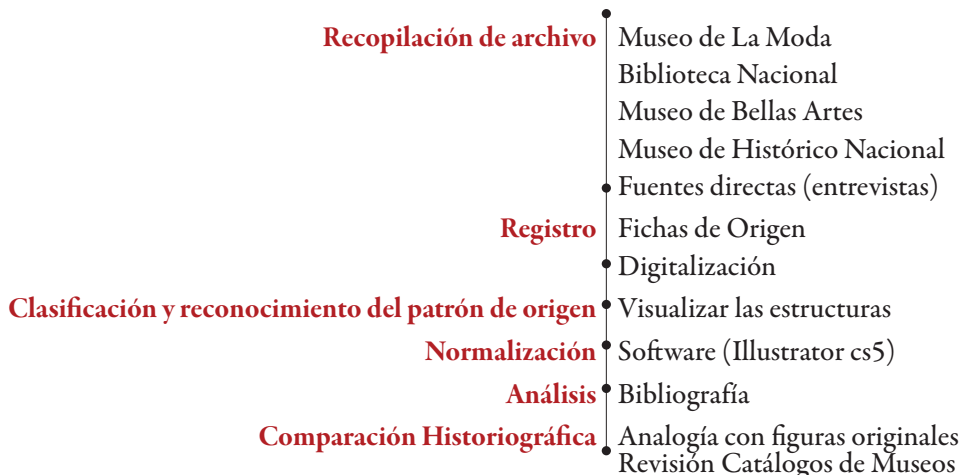 Recopilación de archivo Museo de La Moda
Biblioteca Nacional
Museo de Bellas Artes
Museo de Histórico Nacional
Fuentes directas (entrevistas)
Registro Fichas de Origen
Digitalización
Clasificación y reconocimiento del patrón de origen Visualizar las estructuras
Normalización Software (Illustrator cs5)
Análisis Bibliografía
Comparación Historiográfica Analogía con figuras originales
Revisión Catálogos de Museos